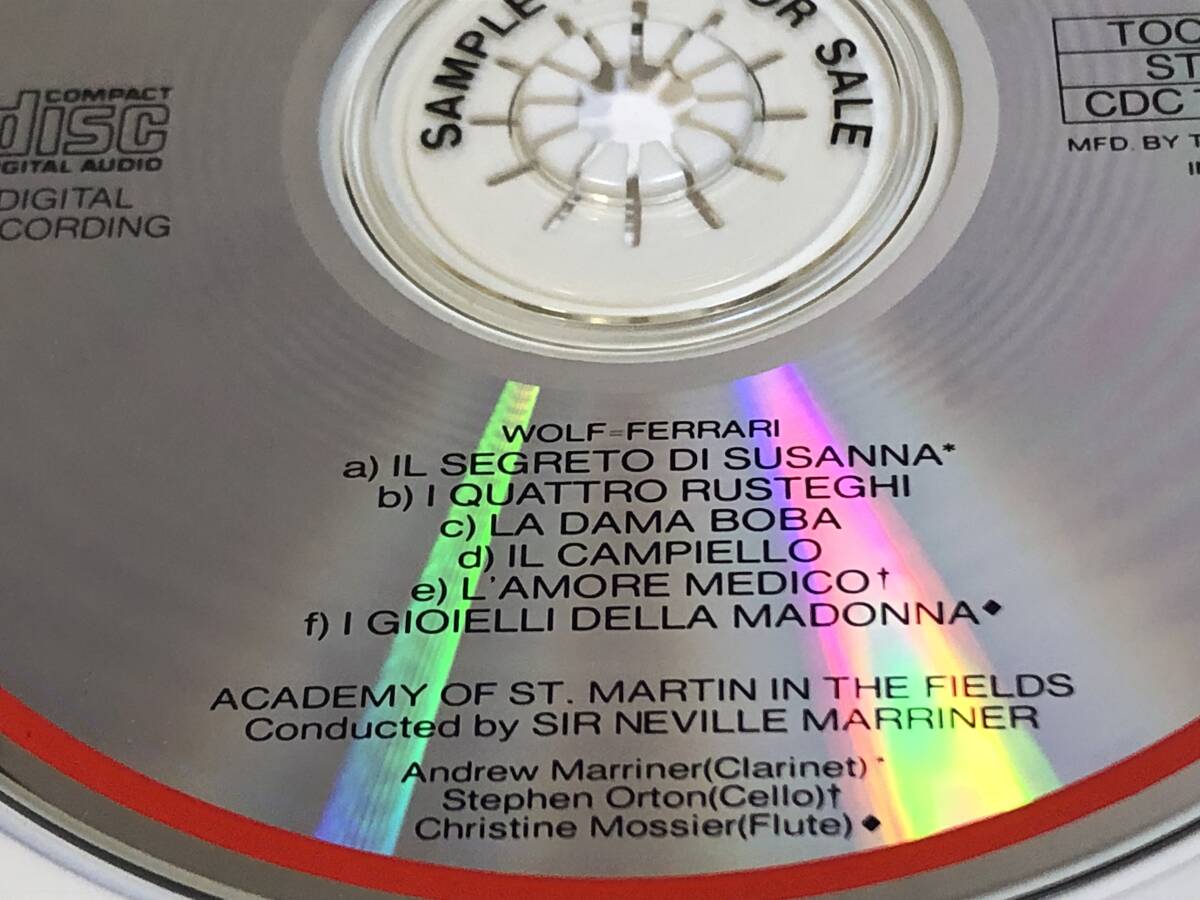 SAMPLE
OR SALE
COMPACT
disc
DIGITAL AUDIO
DIGITAL
CORDING
TOC
ST
CDC
MFD. BY T
WOLF=FERRARI
a) IL SEGRETO DI SUSANNA*
b) I QUATTRO RUSTEGHI
c) LA DAMA BOBA
d) IL CAMPIELLO
e) L'AMORE MEDICO†
f) I GIOIELLI DELLA MADONNA◆
ACADEMY OF ST. MARTIN IN THE FIELDS
Conducted by SIR NEVILLE MARRINER
Andrew Marriner(Clarinet)*
Stephen Orton(Cello)†
Christine Mossier(Flute)◆